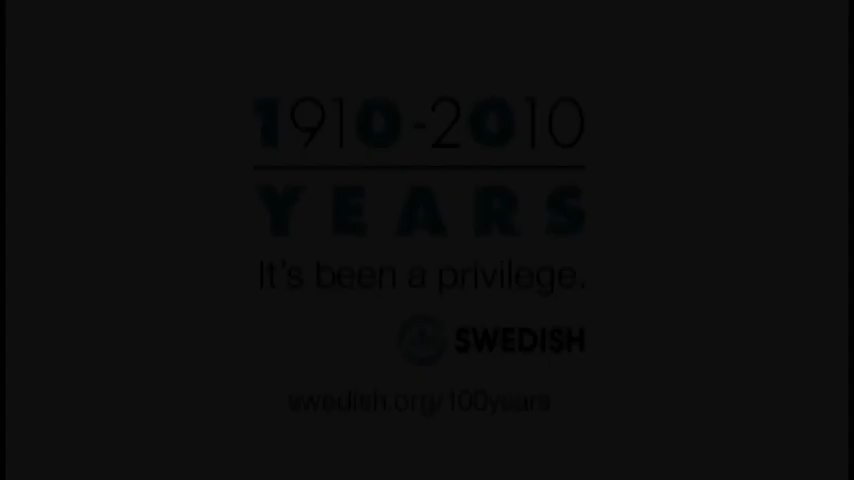 1910-2010
YEARS
It's been a privilege.
SWEDISH
swedish.org/100years